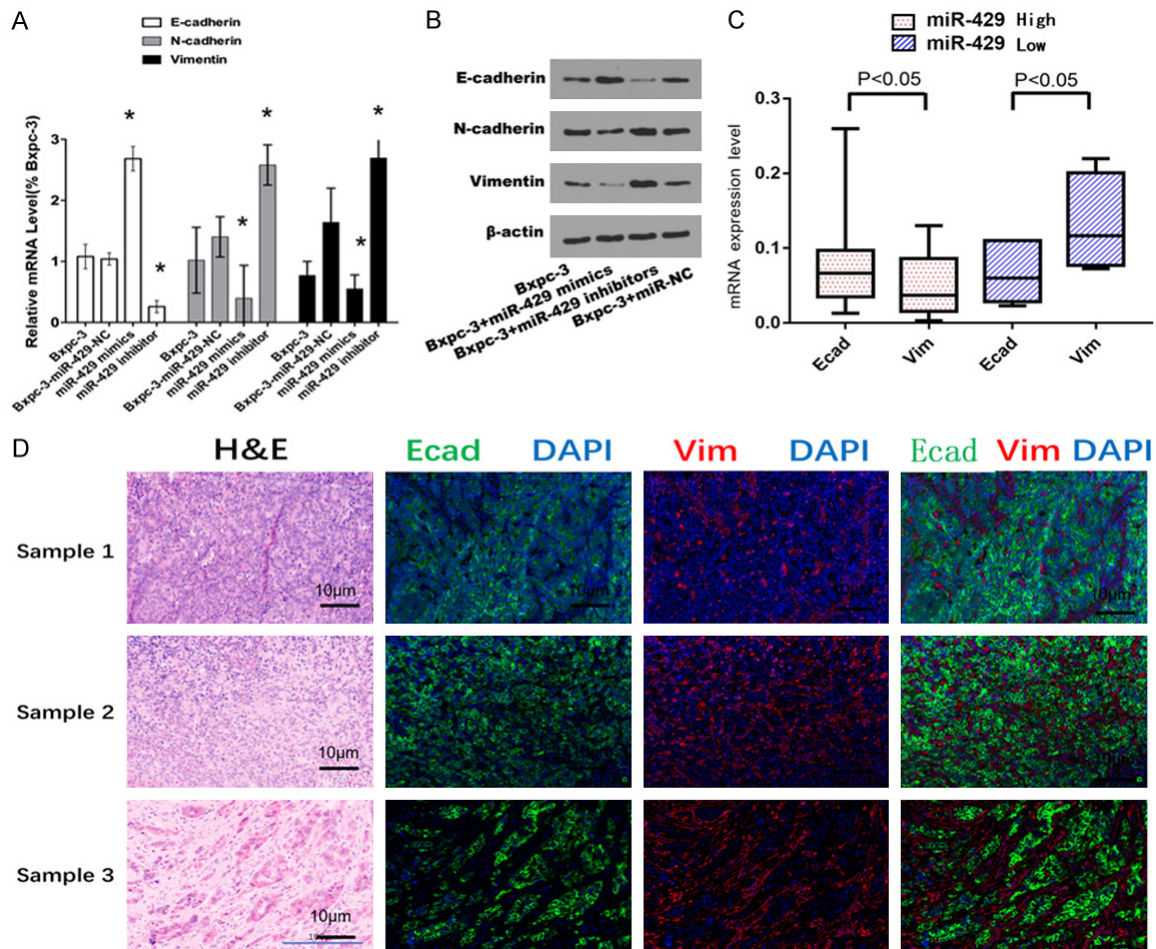 A
E-cadherin
N-cadherin
Vimentin
Relative mRNA Level(% Bxpc-3)
3
2
1
0
*
*
*
*
*
*
Bxpc-3
Bxpc-3-miR-429-NC
miR-429 mimics
miR-429 inhibitor
Bxpc-3
Bxpc-3-miR-429-NC
miR-429 mimics
miR-429 inhibitor
Bxpc-3
Bxpc-3-miR-429-NC
miR-429 mimics
miR-429 inhibitor
B
E-cadherin
N-cadherin
Vimentin
β-actin
Bxpc-3
Bxpc-3+miR-429 mimics
Bxpc-3+miR-429 inhibitors
Bxpc-3+miR-NC
C
miR-429 High
miR-429 Low
P<0.05
P<0.05
mRNA expression level
0.3
0.2
0.1
0.0
Ecad
Vim
Ecad
Vim
D
H&E
Ecad DAPI
Vim DAPI
Ecad Vim DAPI
Sample 1
10μm
10μm
10μm
10μm
Sample 2
10μm
10μm
Sample 3
10μm